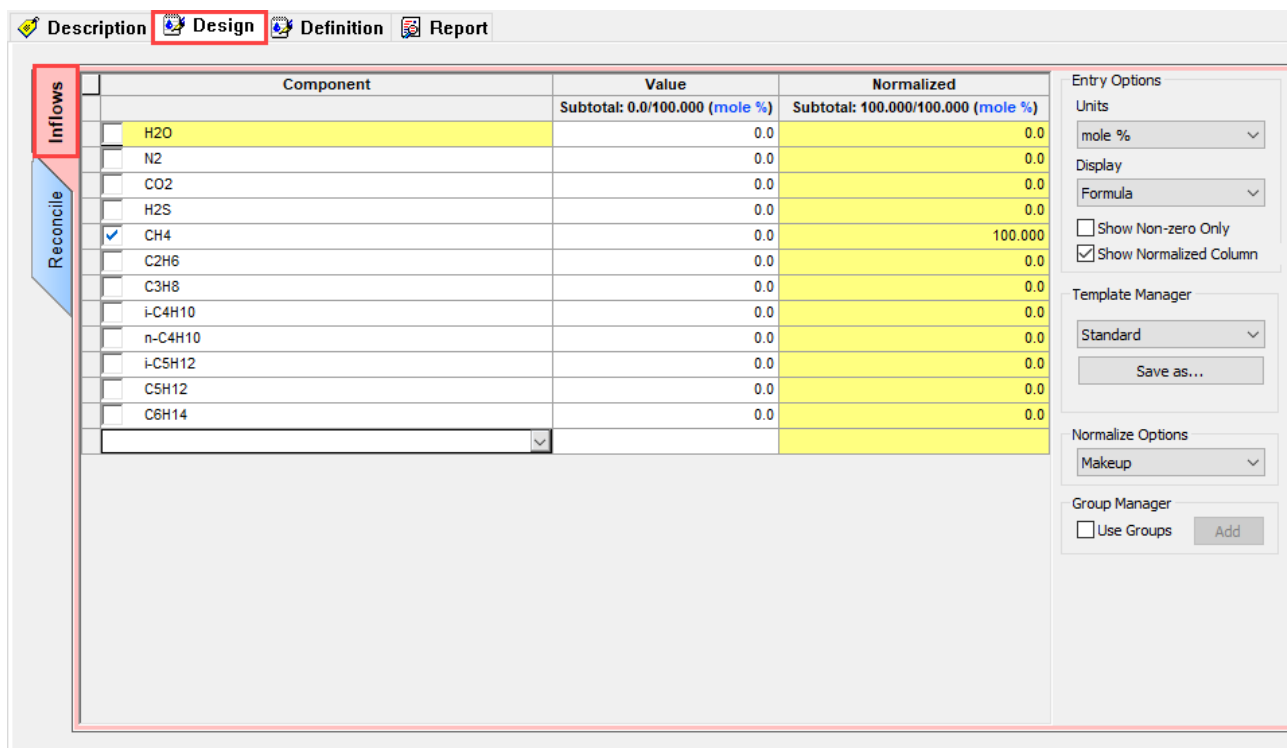 Description Design Definition Report
Inflows
Reconcile
Component Value Normalized
Subtotal: 0.0/100.000 (mole %) Subtotal: 100.000/100.000 (mole %)
H2O 0.0 0.0
N2 0.0 0.0
CO2 0.0 0.0
H2S 0.0 0.0
CH4 0.0 100.000
C2H6 0.0 0.0
C3H8 0.0 0.0
i-C4H10 0.0 0.0
n-C4H10 0.0 0.0
i-C5H12 0.0 0.0
C5H12 0.0 0.0
C6H14 0.0 0.0
Entry Options
Units
mole %
Display
Formula
Show Non-zero Only
Show Normalized Column
Template Manager
Standard
Save as...
Normalize Options
Makeup
Group Manager
Use Groups Add